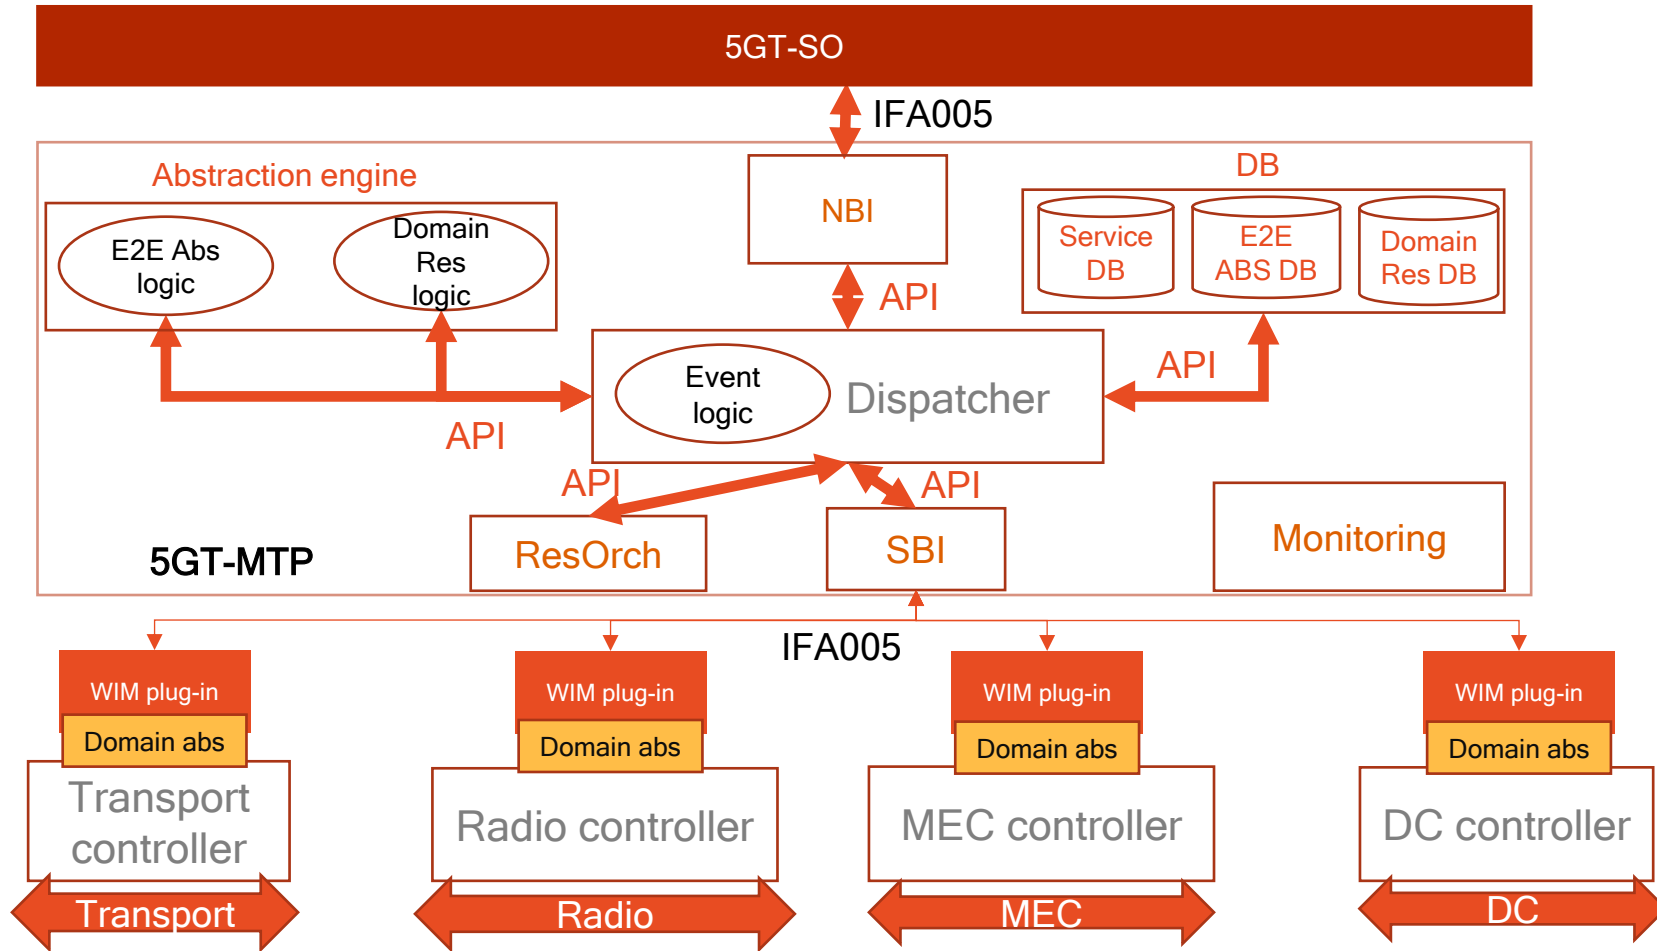 5GT-SO
IFA005
Abstraction engine
DB
E2E Abs
logic
Domain
Res
logic
NBI
Service
DB
E2E
ABS DB
Domain
Res DB
API
API
Event
logic
Dispatcher
API
API
API
5GT-MTP
ResOrch
SBI
Monitoring
IFA005
WIM plug-in
WIM plug-in
WIM plug-in
WIM plug-in
Domain abs
Domain abs
Domain abs
Domain abs
Transport
controller
Radio controller
MEC controller
DC controller
Transport
Radio
MEC
DC